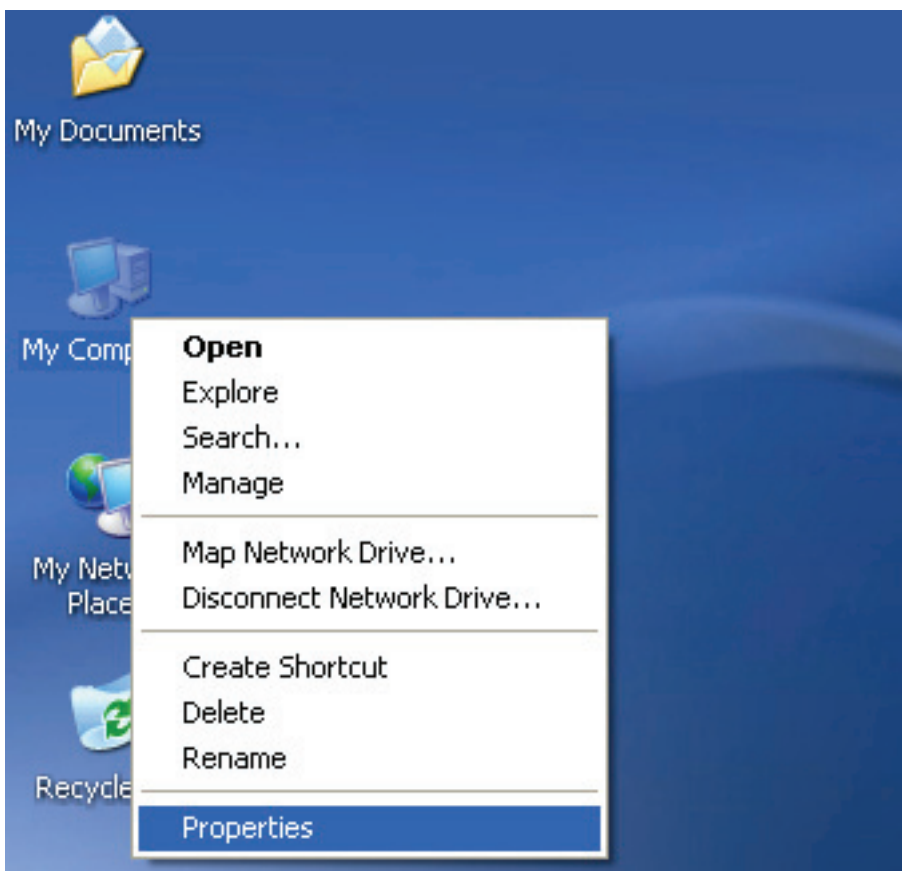 My Documents
My Comp
Open
Explore
Search...
Manage
Map Network Drive...
My Netw
Disconnect Network Drive...
Place
Create Shortcut
Delete
Rename
Recycle
Properties